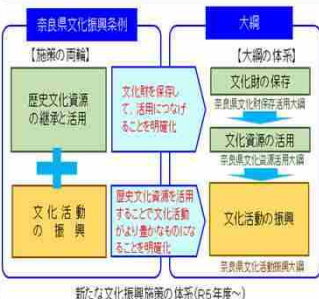 奈良県文化振興条例
【施策の両輪】
歴史文化資源
の継承と活用
文化活動
の振興
文化財を保存し
て、活用につなげ
ることを明確化
歴史文化資源を活用
することで文化活動
がより豊かなものにな
ることを明確化
大綱
【大綱の体系】
文化財の保存
奈良県文化財保存活用大綱
文化資源の活用
奈良県文化資源活用大綱
文化活動の振興
奈良県文化活動振興大綱
新たな文化振興施策の体系(R5年度~)